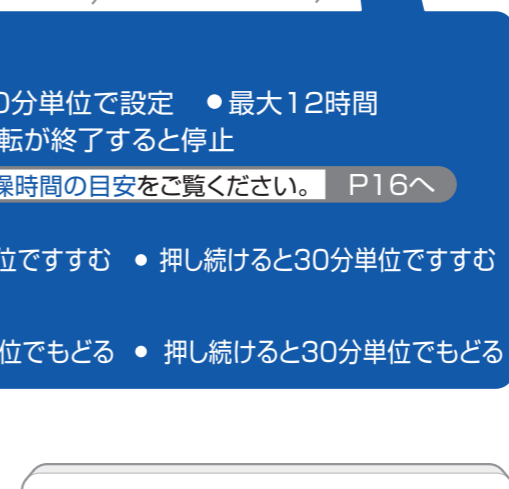 0分単位で設定 ●最大12時間
転が終了すると停止
燥時間の目安をご覧ください。 P16へ
位ですすむ ● 押し続けると30分単位ですすむ
位でもどる ● 押し続けると30分単位でもどる